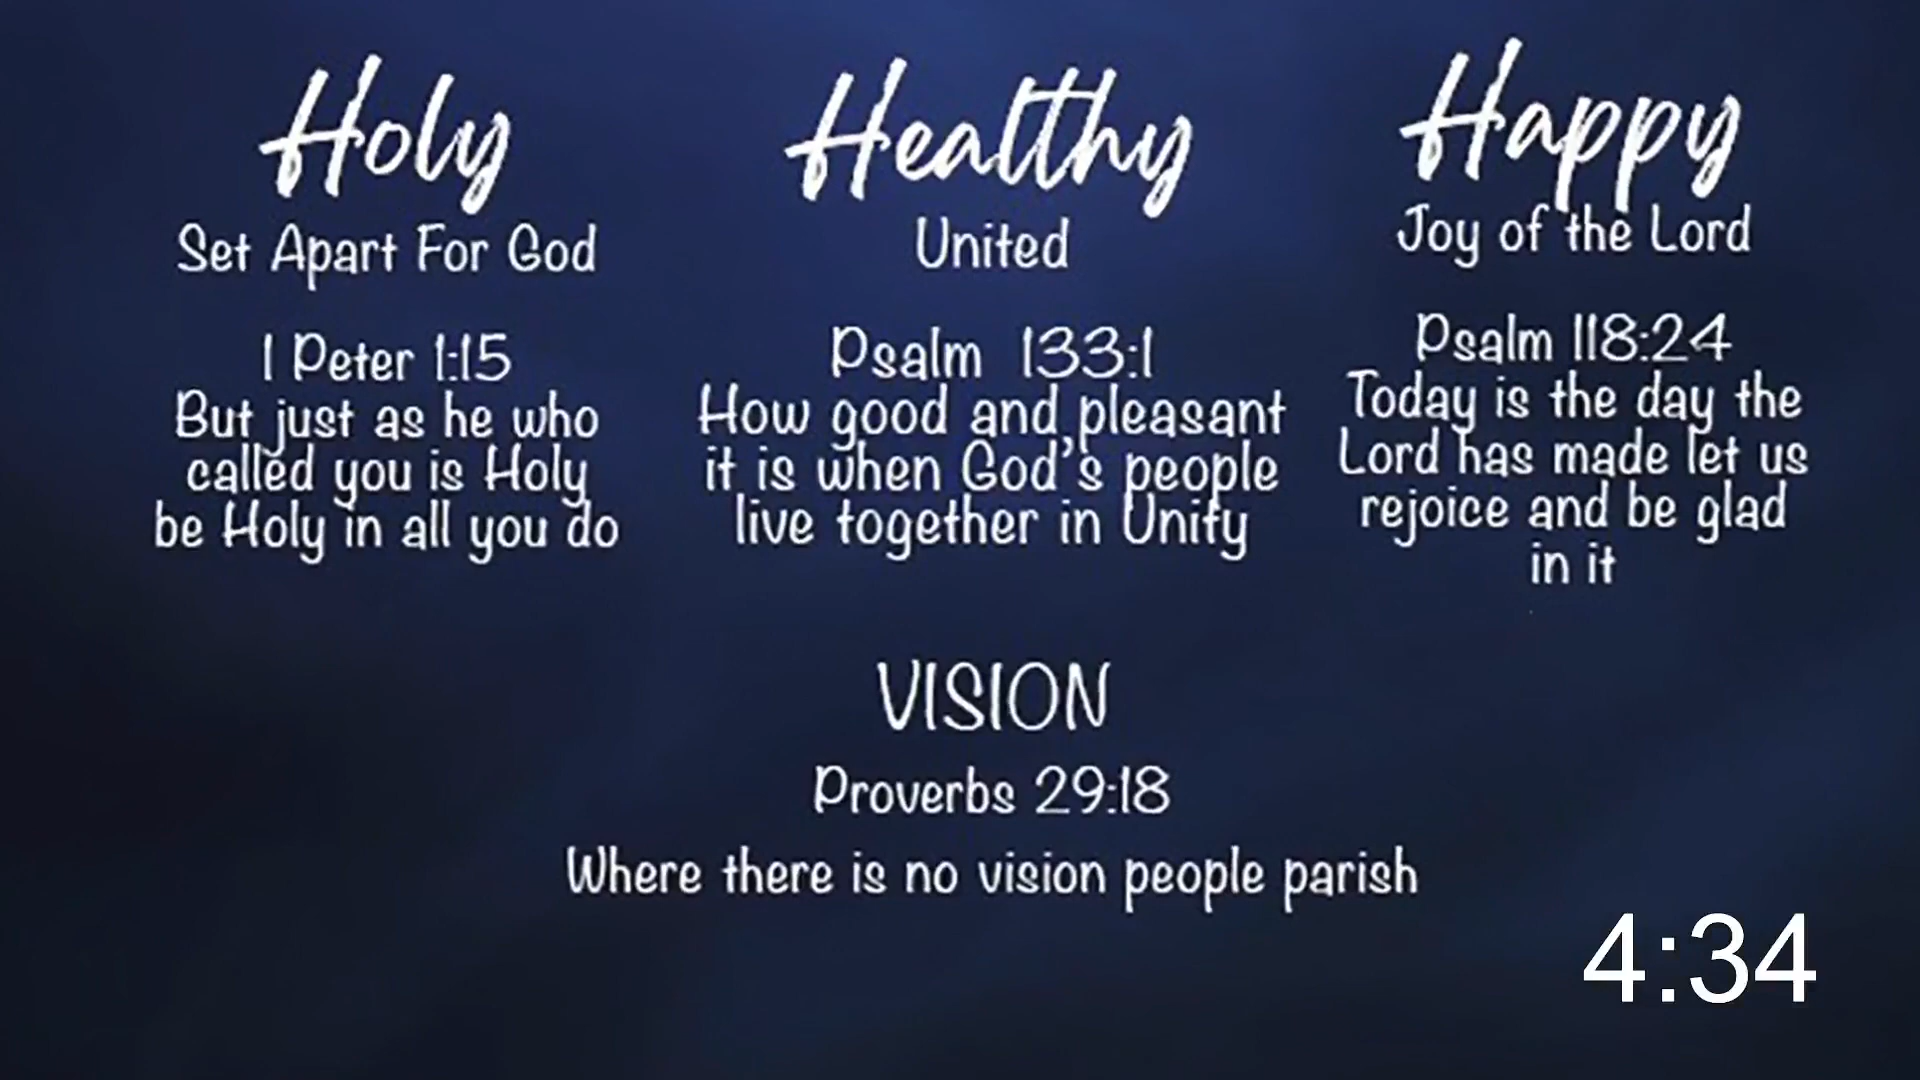 Holy
Set Apart For God
1 Peter 1:15
But just as he who
called you is Holy
be Holy in all you do
Healthy
United
Psalm 133:1
How good and pleasant
it is when God's people
live together in Unity
Happy
Joy of the Lord
Psalm 118:24
Today is the day the
Lord has made let us
rejoice and be glad
in it
VISION
Proverbs 29:18
Where there is no vision people parish
4:34